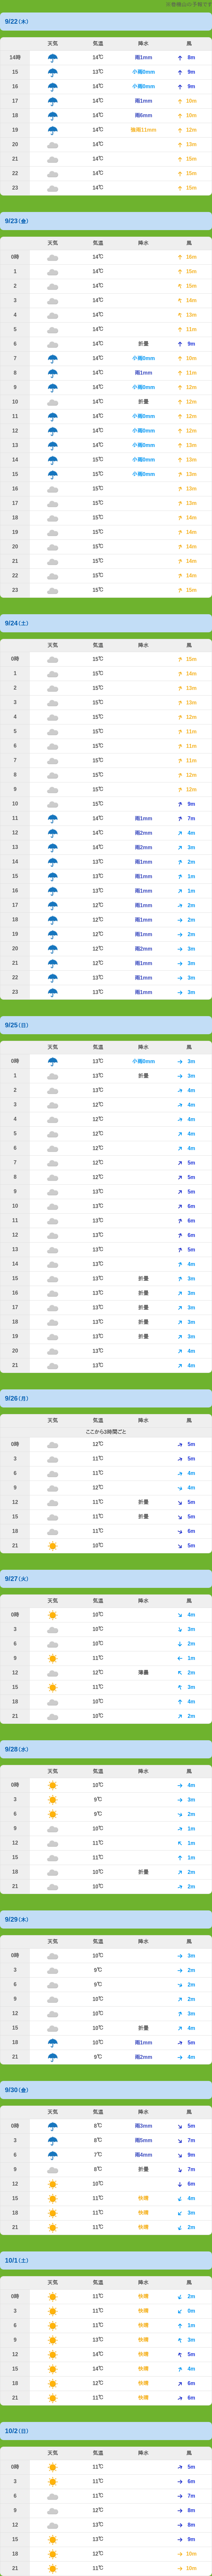 9/22(木)
天気 気温 降水 風
14時 14℃ 雨1mm 8m
15 13℃ 小雨0mm 9m
16 14℃ 小雨0mm 9m
17 14℃ 雨1mm 10m
18 14℃ 雨6mm 10m
19 14℃ 強雨11mm 12m
20 14℃ 13m
21 14℃ 15m
22 14℃ 15m
23 14℃ 15m
9/23(金)
天気 気温 降水 風
0時 14℃ 16m
1 14℃ 15m
2 14℃ 15m
3 14℃ 14m
4 14℃ 13m
5 14℃ 11m
6 14℃ 折畳 9m
7 14℃ 小雨0mm 10m
8 14℃ 雨1mm 11m
9 14℃ 小雨0mm 12m
10 14℃ 折畳 12m
11 14℃ 小雨0mm 12m
12 14℃ 小雨0mm 12m
13 14℃ 小雨0mm 13m
14 15℃ 小雨0mm 13m
15 15℃ 小雨0mm 13m
16 15℃ 13m
17 15℃ 13m
18 15℃ 14m
19 15℃ 14m
20 15℃ 14m
21 15℃ 14m
22 15℃ 14m
23 15℃ 15m
9/24(土)
天気 気温 降水 風
0時 15℃ 15m
1 15℃ 14m
2 15℃ 13m
3 15℃ 13m
4 15℃ 12m
5 15℃ 11m
6 15℃ 11m
7 15℃ 11m
8 15℃ 12m
9 15℃ 12m
10 15℃ 9m
11 14℃ 雨1mm 7m
12 14℃ 雨2mm 4m
13 14℃ 雨2mm 3m
14 13℃ 雨1mm 2m
15 13℃ 雨1mm 1m
16 13℃ 雨1mm 1m
17 12℃ 雨1mm 2m
18 12℃ 雨1mm 2m
19 12℃ 雨1mm 2m
20 12℃ 雨2mm 3m
21 12℃ 雨1mm 3m
22 13℃ 雨1mm 3m
23 13℃ 雨1mm 3m
9/25(日)
天気 気温 降水 風
0時 13℃ 小雨0mm 3m
1 13℃ 折畳 3m
2 13℃ 4m
3 12℃ 4m
4 12℃ 4m
5 12℃ 4m
6 12℃ 4m
7 12℃ 5m
8 12℃ 5m
9 13℃ 5m
10 13℃ 6m
11 13℃ 6m
12 13℃ 6m
13 13℃ 5m
14 13℃ 4m
15 13℃ 折畳 3m
16 13℃ 折畳 3m
17 13℃ 折畳 3m
18 13℃ 折畳 3m
19 13℃ 折畳 3m
20 13℃ 4m
21 13℃ 4m
9/26(月)
天気 気温 降水 風
ここから3時間ごと
0時 12℃ 5m
3 11℃ 5m
6 11℃ 4m
9 12℃ 4m
12 11℃ 折畳 5m
15 11℃ 折畳 5m
18 11℃ 6m
21 10℃ 5m
9/27(火)
天気 気温 降水 風
0時 10℃ 4m
3 10℃ 3m
6 10℃ 2m
9 11℃ 1m
12 12℃ 薄曇 2m
15 11℃ 3m
18 10℃ 4m
21 10℃ 2m
9/28(水)
天気 気温 降水 風
0時 10℃ 4m
3 9℃ 3m
6 9℃ 2m
9 10℃ 1m
12 11℃ 1m
15 11℃ 1m
18 10℃ 折畳 2m
21 10℃ 2m
9/29(木)
天気 気温 降水 風
0時 10℃ 3m
3 9℃ 2m
6 9℃ 2m
9 10℃ 2m
12 10℃ 3m
15 10℃ 折畳 4m
18 10℃ 雨1mm 5m
21 9℃ 雨2mm 4m
9/30(金)
天気 気温 降水 風
0時 8℃ 雨3mm 5m
3 8℃ 雨5mm 7m
6 7℃ 雨4mm 9m
9 8℃ 折畳 7m
12 10℃ 6m
15 11℃ 快晴 4m
18 11℃ 快晴 3m
21 11℃ 快晴 2m
10/1(土)
天気 気温 降水 風
0時 11℃ 快晴 2m
3 11℃ 快晴 0m
6 11℃ 快晴 1m
9 13℃ 快晴 3m
12 14℃ 快晴 5m
15 14℃ 快晴 4m
18 12℃ 快晴 6m
21 11℃ 快晴 6m
10/2(日)
天気 気温 降水 風
0時 11℃ 5m
3 11℃ 6m
6 11℃ 7m
9 12℃ 8m
12 13℃ 8m
15 13℃ 9m
18 12℃ 10m
21 11℃ 10m